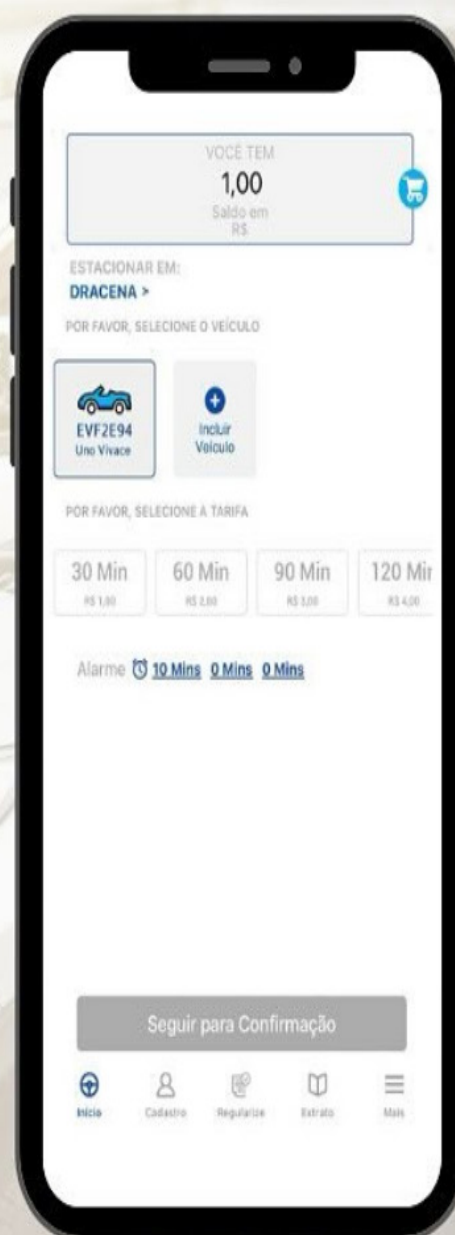 VOCÊ TEM
1,00
Saldo em
R$
ESTACIONAR EM:
DRACENA >
POR FAVOR, SELECIONE O VEÍCULO
EVF2E94
Uno Vivace
Incluir
Veículo
POR FAVOR, SELECIONE A TARIFA
30 Min 60 Min 90 Min 120 Min
R$ 1,00 R$ 2,00 R$ 3,00 R$ 4,00
Alarme 10 Mins 0 Mins 0 Mins
Seguir para Confirmação
Início Cadastro Regularize Extrato Mais